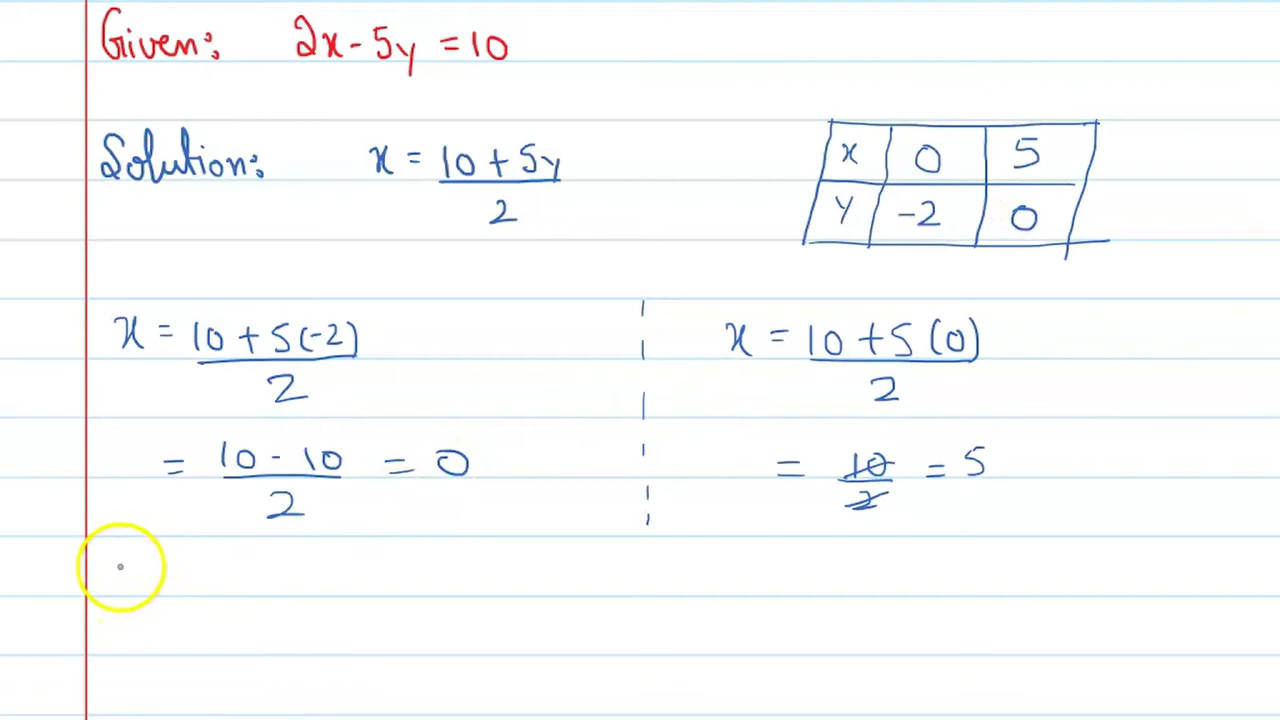 Given: 2x - 5y = 10
Solution: x = 10 + 5y / 2
x 0 5
y -2 0
x = 10 + 5(-2) / 2
= 10 - 10 / 2 = 0
x = 10 + 5(0) / 2
= 10 / 2 = 5